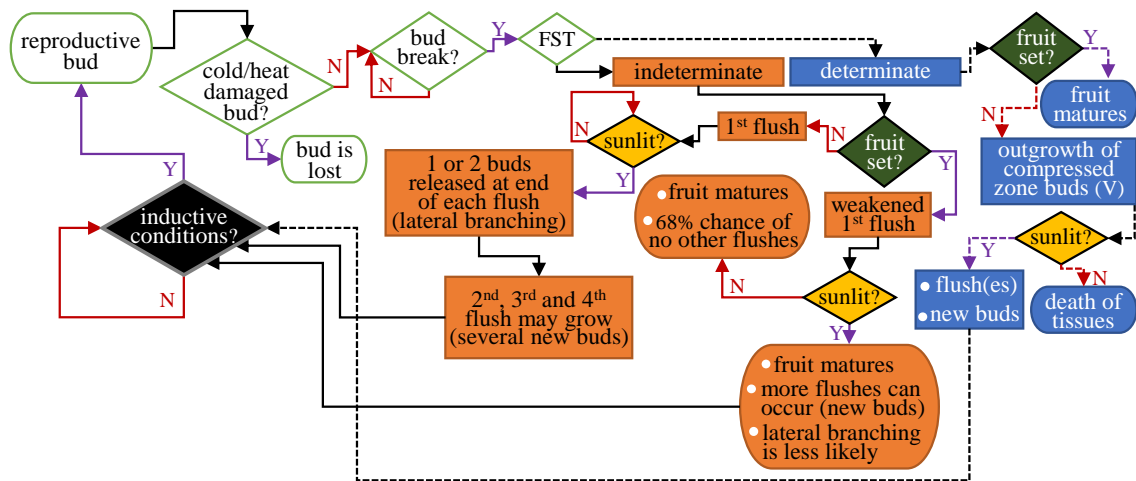 reproductive
bud
cold/heat
damaged
bud?
N
Y
bud is
lost
bud
break?
N
Y
FST
indeterminate
determinate
fruit
set?
Y
fruit
matures
N
outgrowth of
compressed
zone buds (V)
sunlit?
Y
N
• flush(es)
• new buds
death of
tissues
fruit
set?
N
Y
1st flush
sunlit?
N
Y
1 or 2 buds
released at end
of each flush
(lateral branching)
2nd, 3rd and 4th
flush may grow
(several new buds)
weakened
1st flush
sunlit?
N
Y
• fruit matures
• 68% chance of
no other flushes
• fruit matures
• more flushes can
occur (new buds)
• lateral branching
is less likely
inductive
conditions?
Y
N